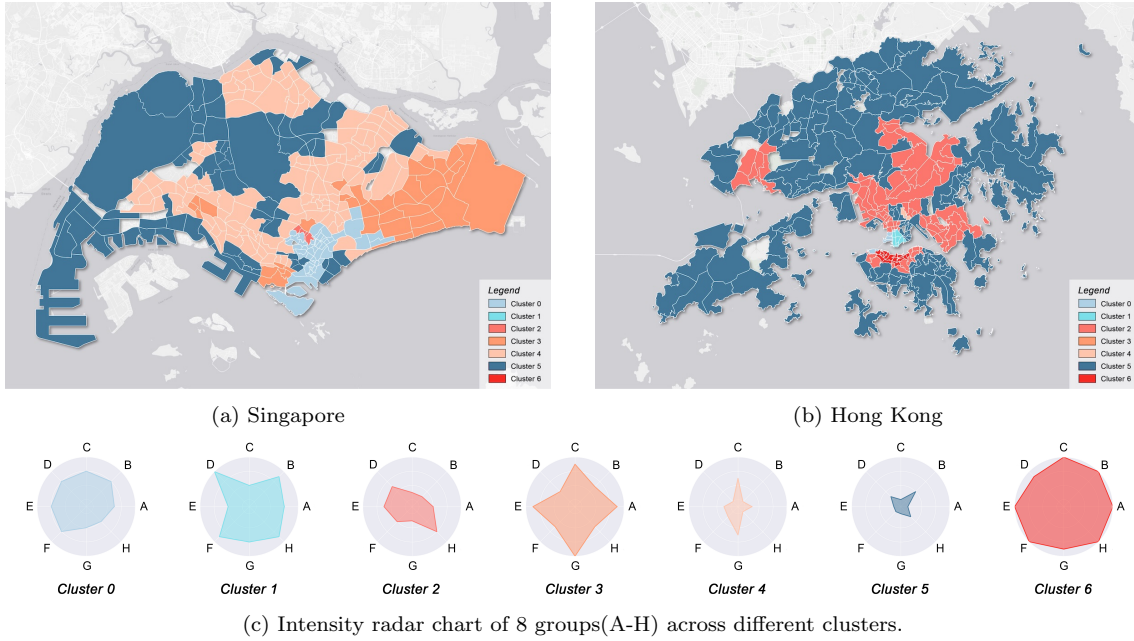 Legend
Cluster 0
Cluster 1
Cluster 2
Cluster 3
Cluster 4
Cluster 5
Cluster 6
Legend
Cluster 0
Cluster 1
Cluster 2
Cluster 3
Cluster 4
Cluster 5
Cluster 6
(a) Singapore
(b) Hong Kong
C
D B
E A
F H
G
Cluster 0
C
D B
E A
F H
G
Cluster 1
C
D B
E A
F H
G
Cluster 2
C
D B
E A
F H
G
Cluster 3
C
D B
E A
F H
G
Cluster 4
C
D B
E A
F H
G
Cluster 5
C
D B
E A
F H
G
Cluster 6
(c) Intensity radar chart of 8 groups(A-H) across different clusters.